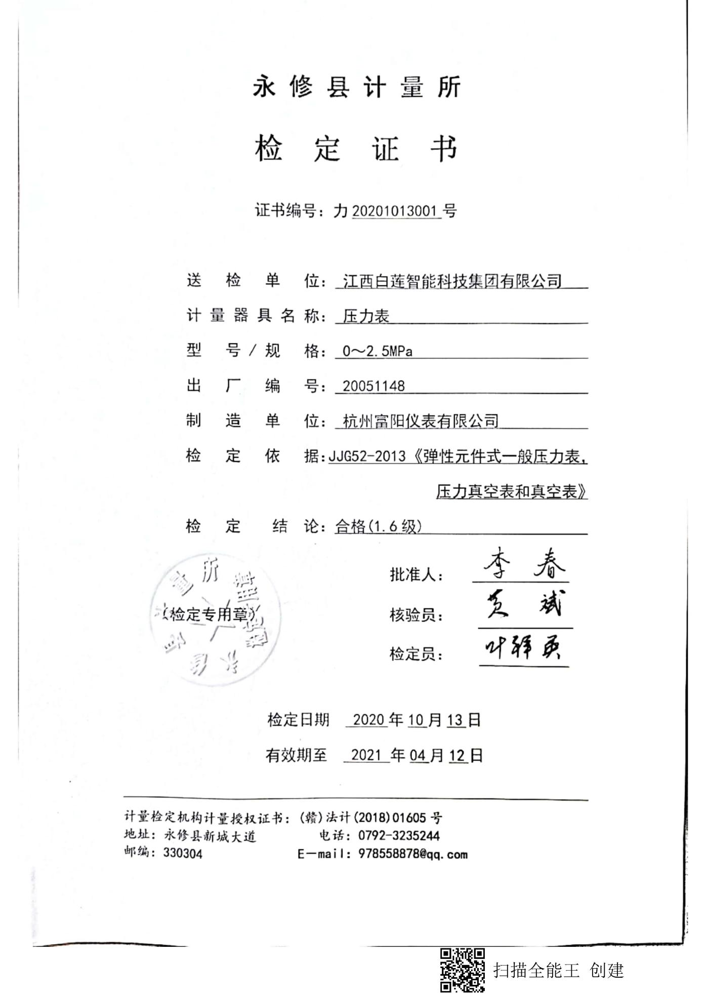 永修县计量所
检定证书
证书编号：力 20201013001 号
送检单位：江西白莲智能科技集团有限公司
计量器具名称：压力表
型号/规格：0～2.5MPa
出厂编号：20051148
制造单位：杭州富阳仪表有限公司
检定依据：JJG52-2013《弹性元件式一般压力表，
压力真空表和真空表》
检定结论：合格(1.6级)
批准人：李春
（检定专用章）
核验员：黄斌
检定员：叶祥英
检定日期 2020 年 10 月 13 日
有效期至 2021 年 04 月 12 日
计量检定机构计量授权证书：(赣)法计(2018)01605 号
地址：永修县新城大道 电话：0792-3235244
邮编：330304 E-mail：978558878@qq.com
扫描全能王 创建